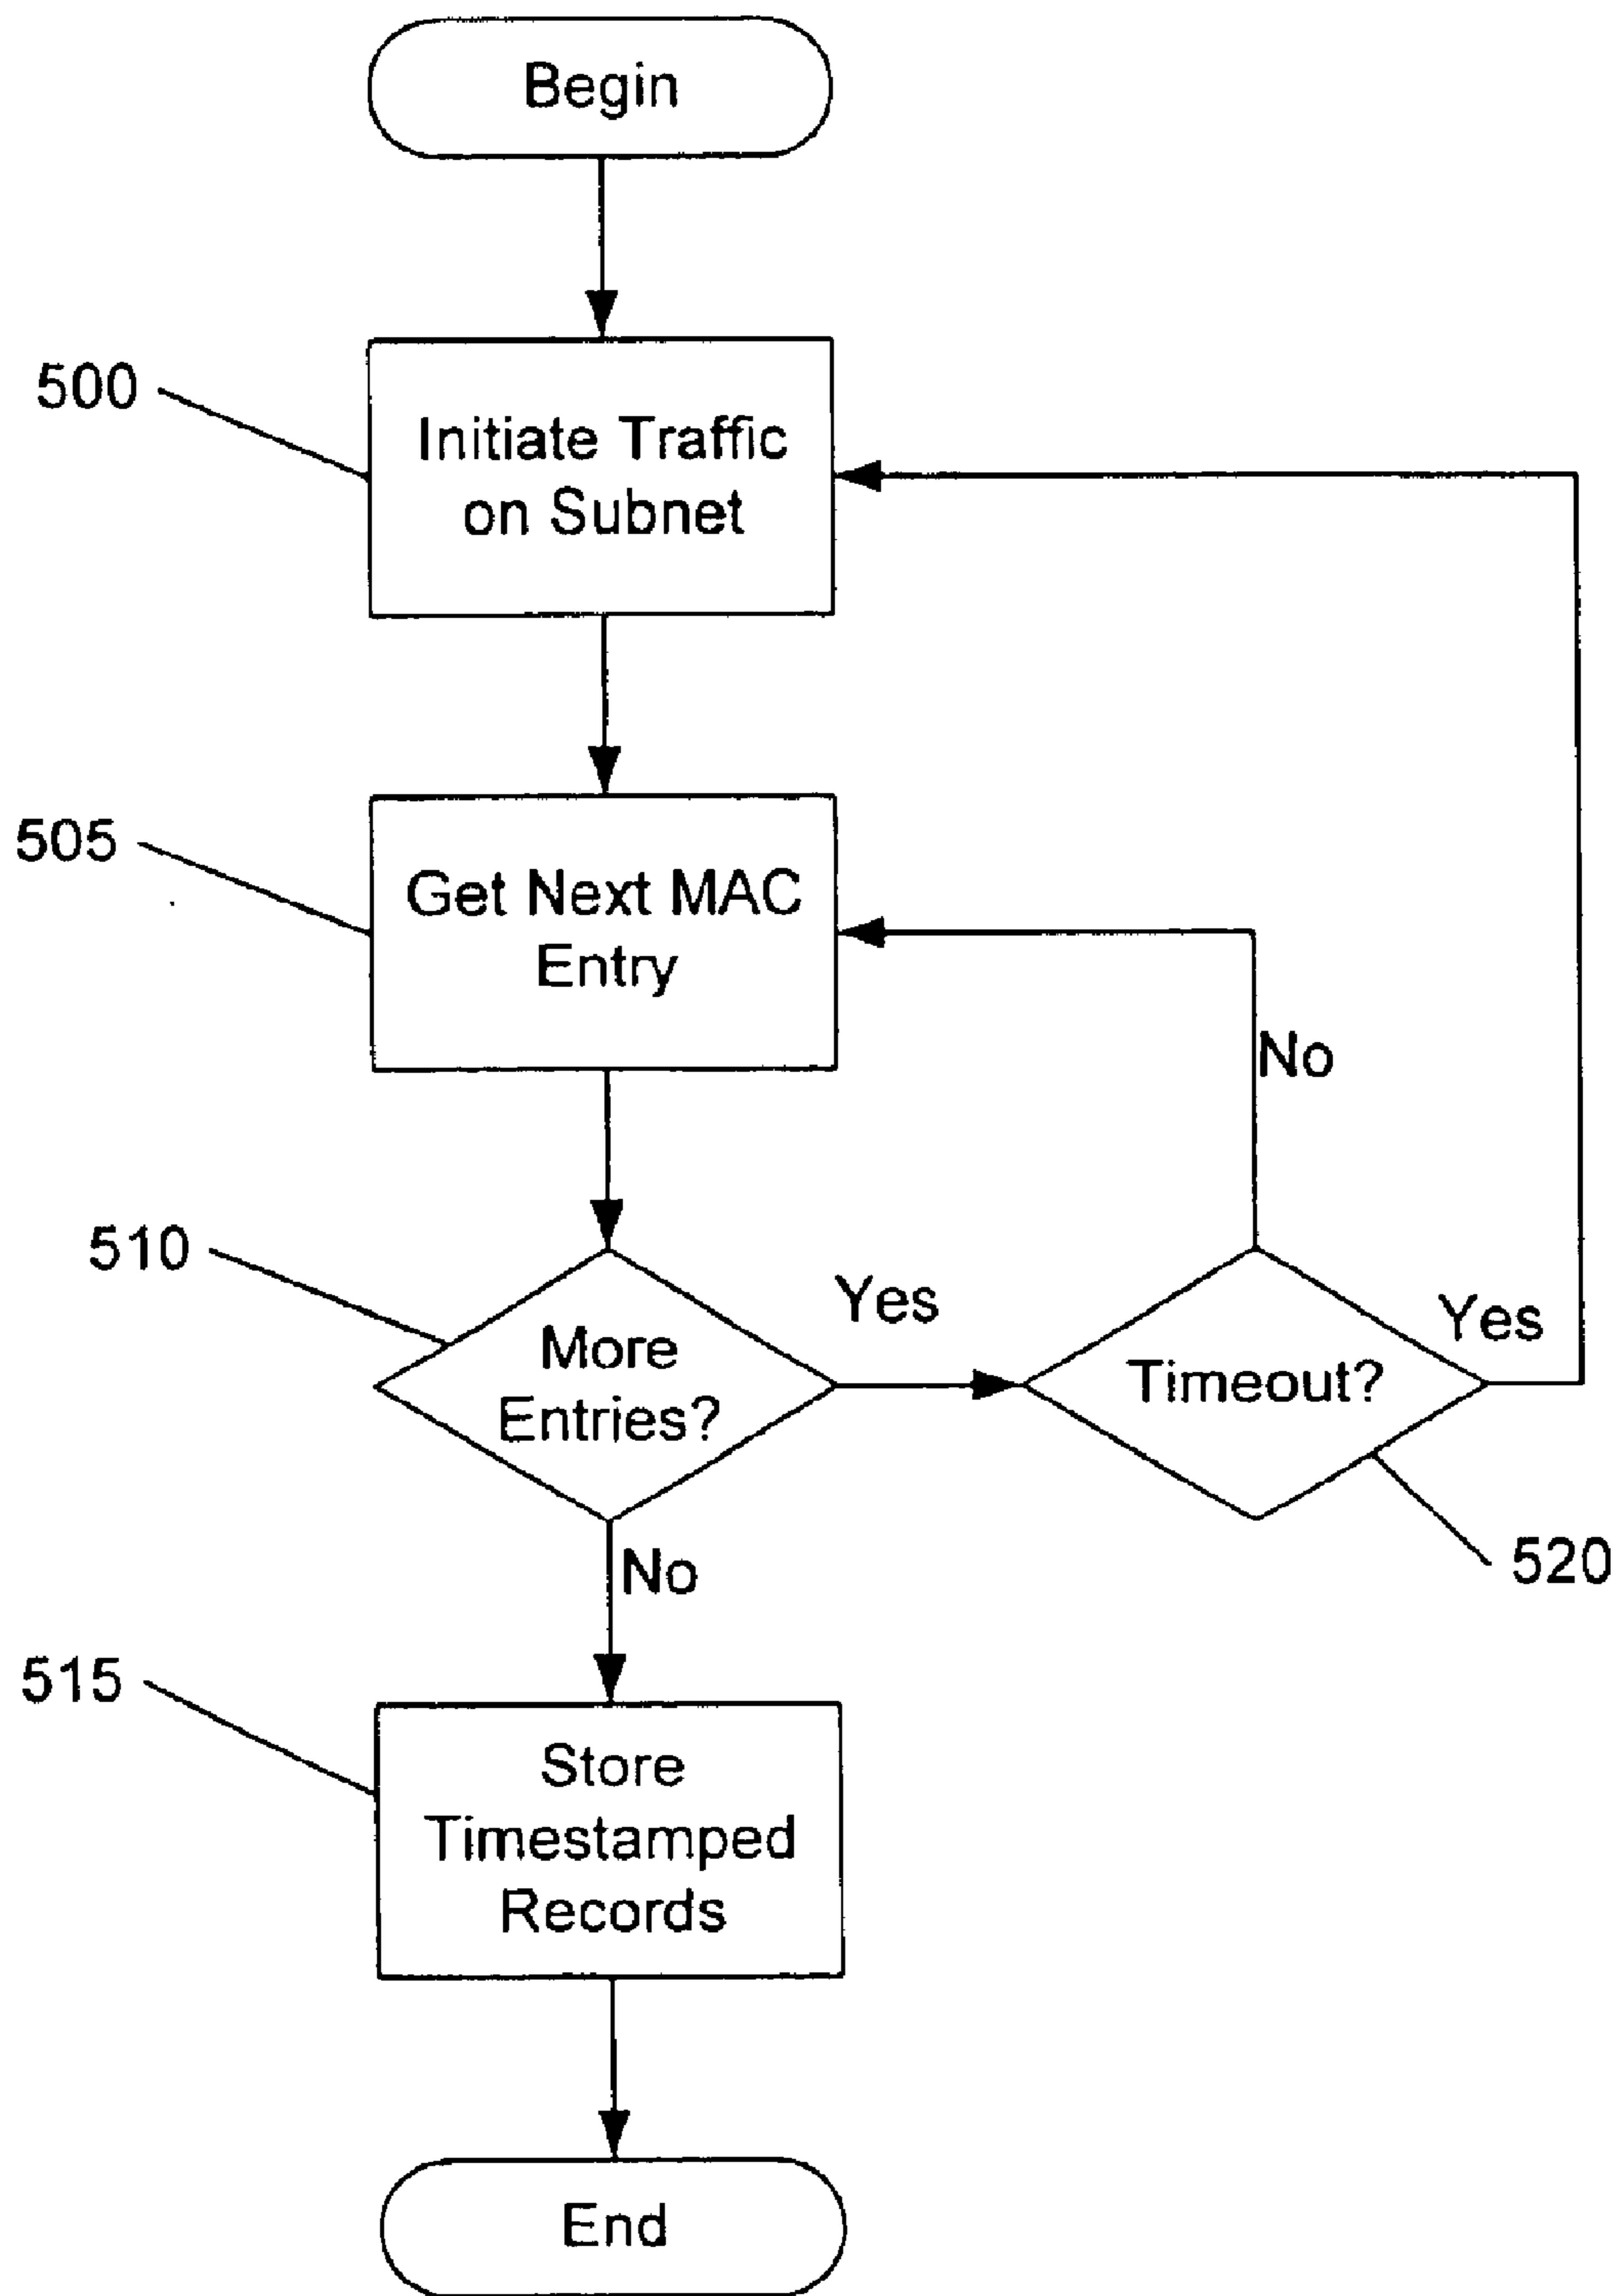 Begin
500
Initiate Traffic
on Subnet
505
Get Next MAC
Entry
No
510
More
Entries?
Yes
Timeout?
Yes
520
No
515
Store
Timestamped
Records
End